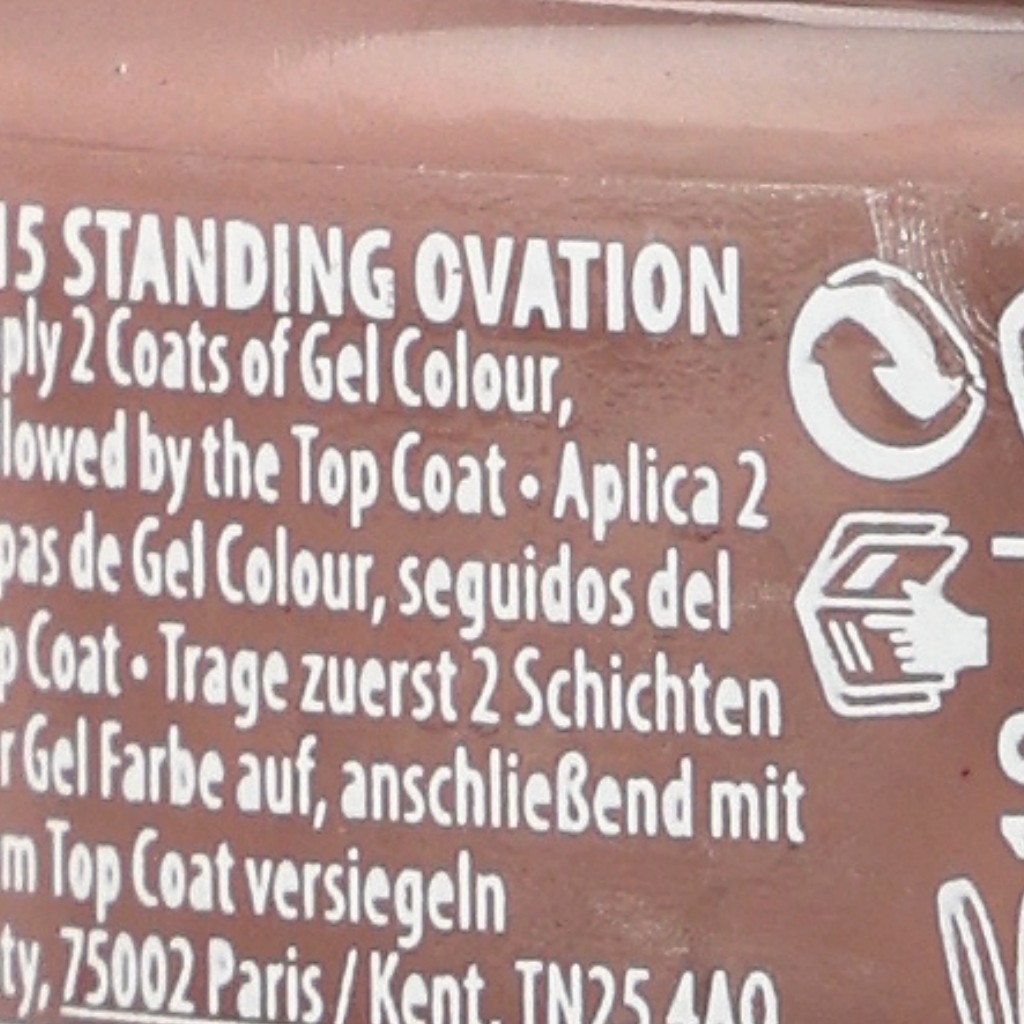 15 STANDING OVATION
ply 2 Coats of Gel Colour,
lowed by the Top Coat • Aplica 2
pas de Gel Colour, seguidos del
p Coat • Trage zuerst 2 Schichten
r Gel Farbe auf, anschließend mit
m Top Coat versiegeln
ty, 75002 Paris / Kent, TN25 4AQ